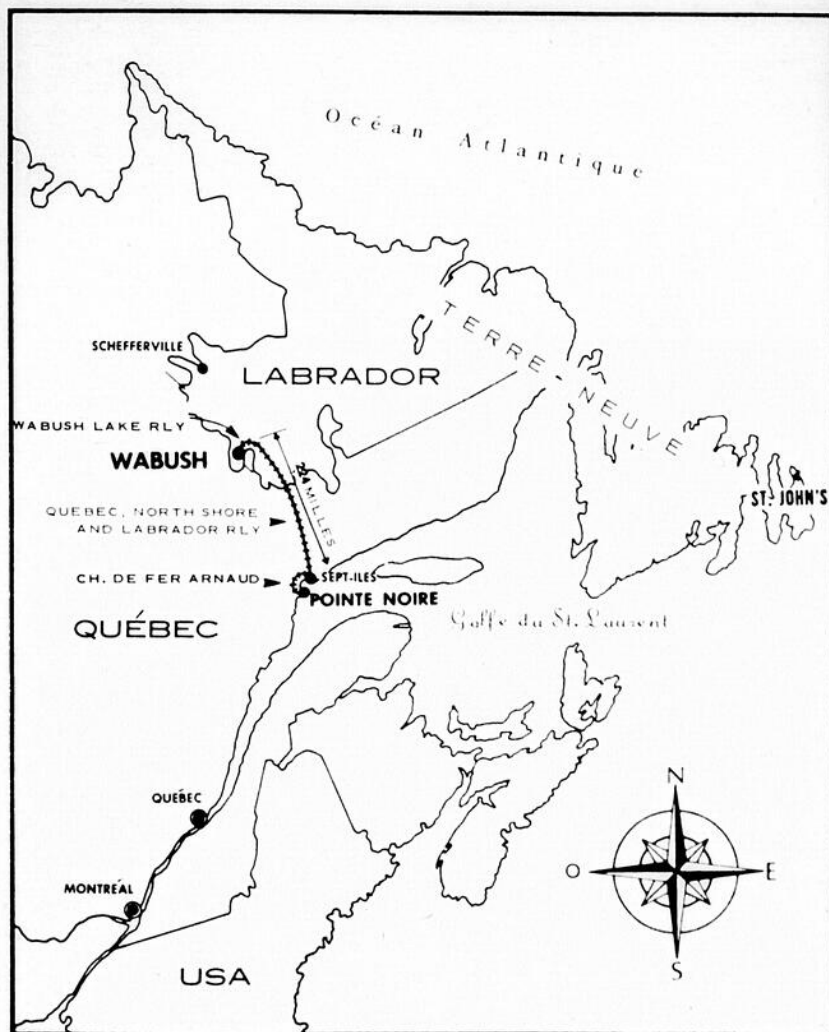 Océan Atlantique
TERRE-NEUVE
SCHEFFERVILLE
LABRADOR
WABUSH LAKE RLY
WABUSH
224 MILLES
ST. JOHN'S
QUEBEC, NORTH SHORE
AND LABRADOR RLY
CH. DE FER ARNAUD
SEPT-ILES
POINTE NOIRE
QUÉBEC
Golfe du St. Laurent
QUÉBEC
MONTRÉAL
USA
N
O
E
S